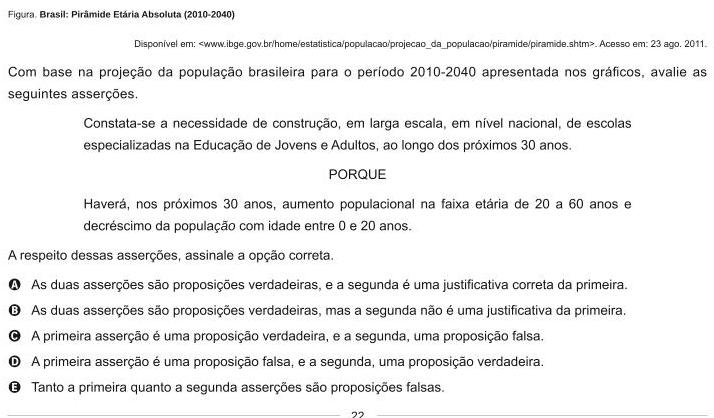 Figura. Brasil: Pirâmide Etária Absoluta (2010-2040)
Disponível em: <www.ibge.gov.br/home/estatistica/populacao/projecao_da_populacao/piramide/piramide.shtm>. Acesso em: 23 ago. 2011.
Com base na projeção da população brasileira para o período 2010-2040 apresentada nos gráficos, avalie as
seguintes asserções.
Constata-se a necessidade de construção, em larga escala, em nível nacional, de escolas
especializadas na Educação de Jovens e Adultos, ao longo dos próximos 30 anos.
PORQUE
Haverá, nos próximos 30 anos, aumento populacional na faixa etária de 20 a 60 anos e
decréscimo da população com idade entre 0 e 20 anos.
A respeito dessas asserções, assinale a opção correta.
A As duas asserções são proposições verdadeiras, e a segunda é uma justificativa correta da primeira.
B As duas asserções são proposições verdadeiras, mas a segunda não é uma justificativa da primeira.
C A primeira asserção é uma proposição verdadeira, e a segunda, uma proposição falsa.
D A primeira asserção é uma proposição falsa, e a segunda, uma proposição verdadeira.
E Tanto a primeira quanto a segunda asserções são proposições falsas.
22